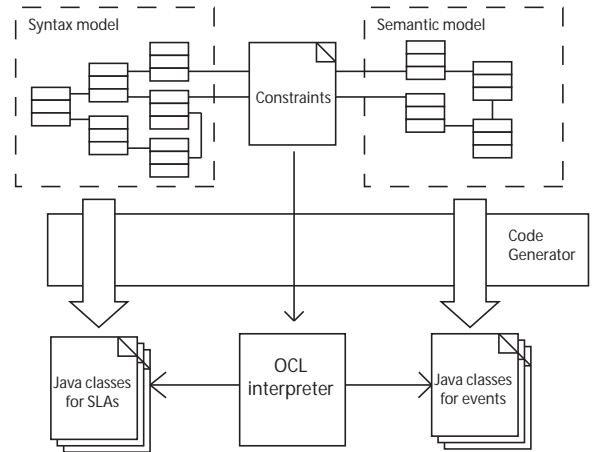 Syntax model
Semantic model
Constraints
Code
Generator
Java classes
for SLAs
OCL
interpreter
Java classes
for events